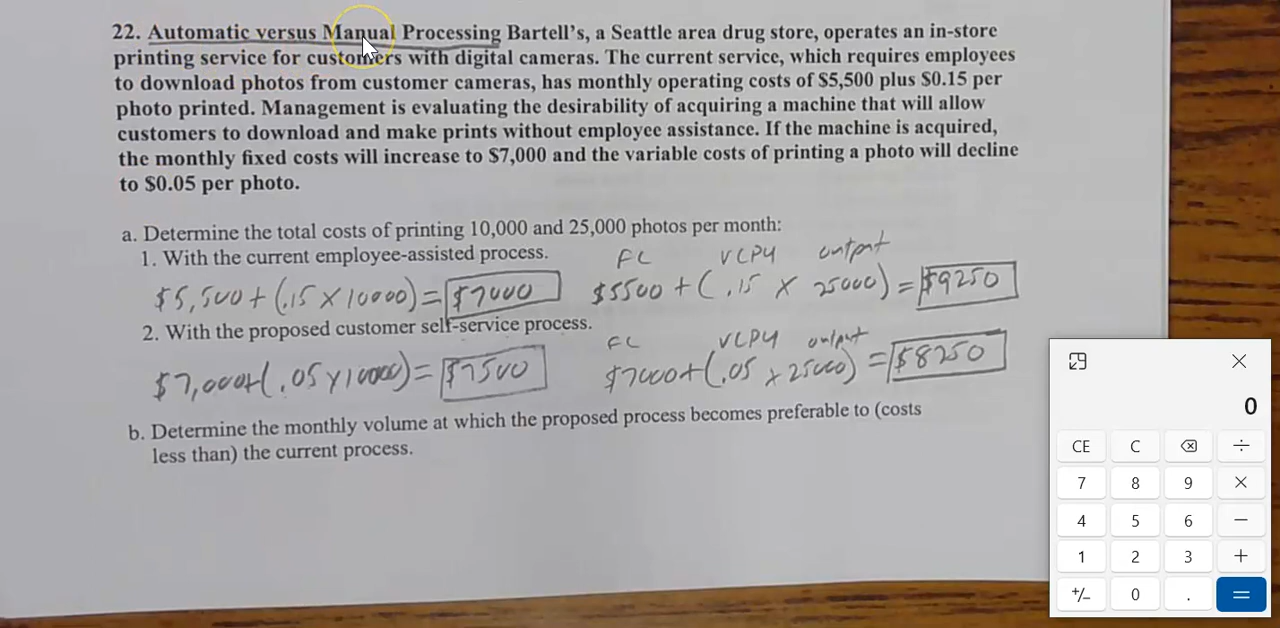 22. Automatic versus Manual Processing Bartell's, a Seattle area drug store, operates an in-store
printing service for customers with digital cameras. The current service, which requires employees
to download photos from customer cameras, has monthly operating costs of $5,500 plus $0.15 per
photo printed. Management is evaluating the desirability of acquiring a machine that will allow
customers to download and make prints without employee assistance. If the machine is acquired,
the monthly fixed costs will increase to $7,000 and the variable costs of printing a photo will decline
to $0.05 per photo.
a. Determine the total costs of printing 10,000 and 25,000 photos per month:
1. With the current employee-assisted process.
FC VCPU output
$5,500 + (.15 X 10000) = $7000 $5500 + (.15 X 25000) = $9250
2. With the proposed customer self-service process.
FC VCPU output
$7,000 + (.05 X 10000) = $7500 $7000 + (.05 x 25000) = $8250
b. Determine the monthly volume at which the proposed process becomes preferable to (costs
less than) the current process.
0
CE C ÷
7 8 9 ×
4 5 6 −
1 2 3 +
+/− 0 . =